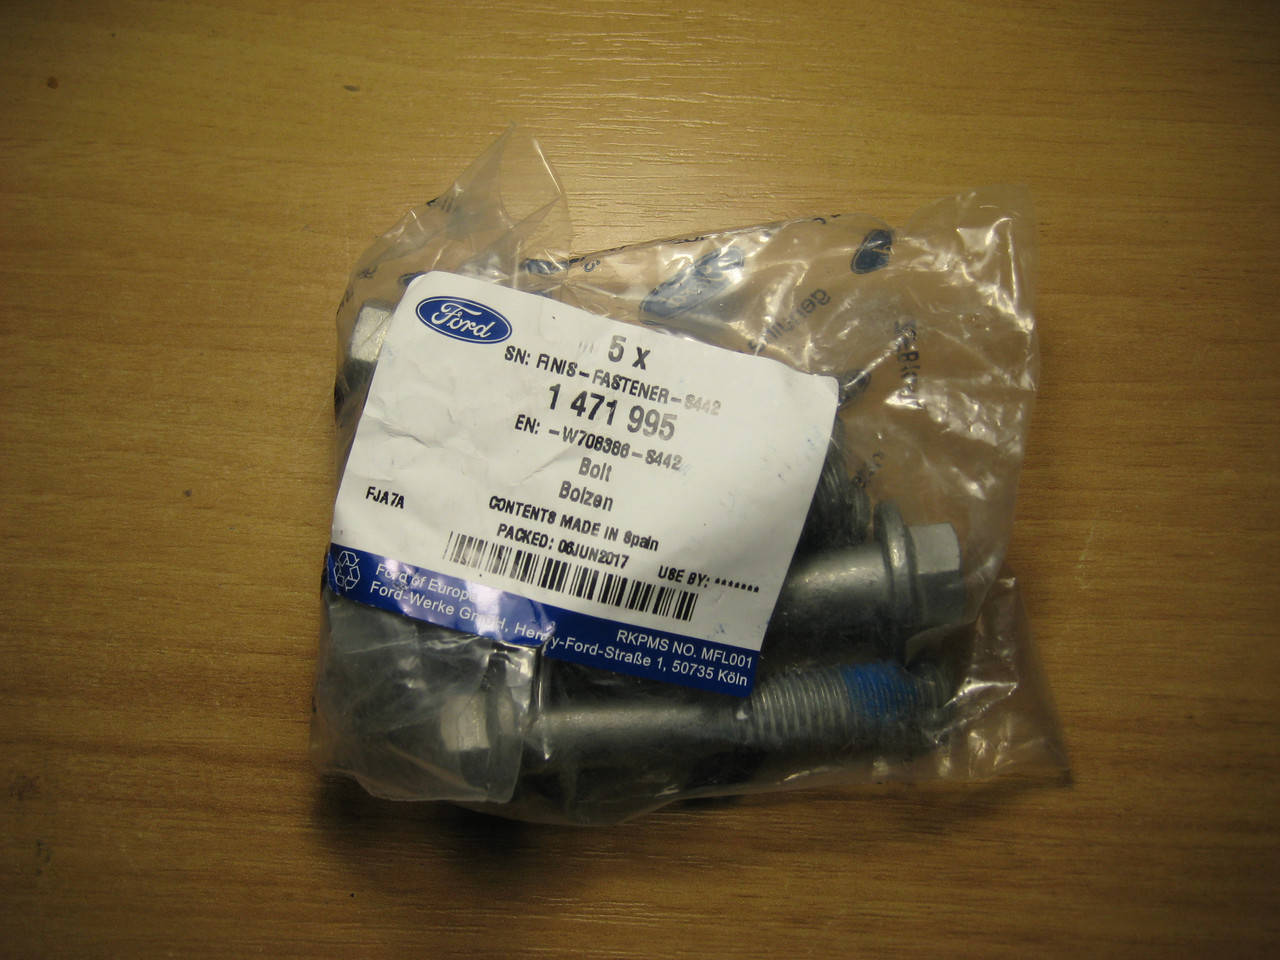 Ford
5 x
SN: FINIS-FASTENER-S442
1 471 995
EN: -W708386-S442
Bolt
Bolzen
FJA7A
CONTENTS MADE IN Spain
PACKED: 06JUN2017
USE BY: *******
RKPMS NO. MFL001
Ford of Europe
Ford-Werke GmbH, Henry-Ford-Straße 1, 50735 Köln